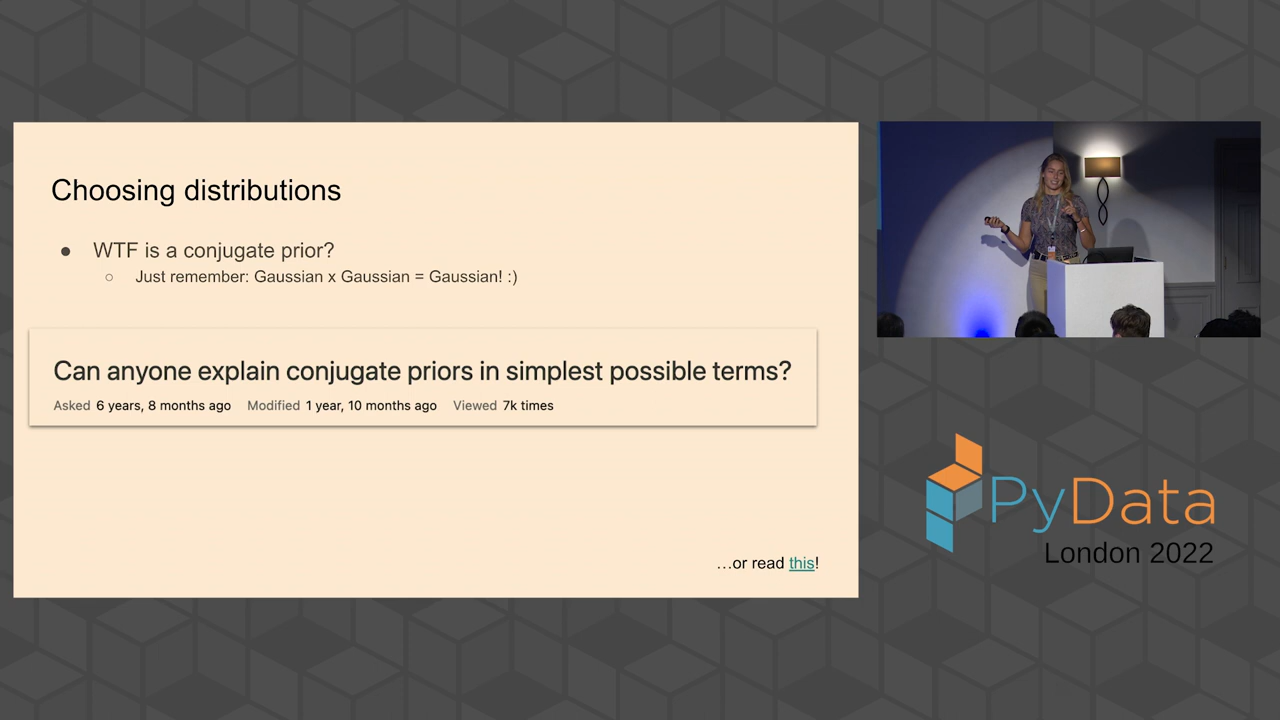 Choosing distributions
● WTF is a conjugate prior?
○ Just remember: Gaussian x Gaussian = Gaussian! :)
Can anyone explain conjugate priors in simplest possible terms?
Asked 6 years, 8 months ago Modified 1 year, 10 months ago Viewed 7k times
…or read this!
PyData
London 2022